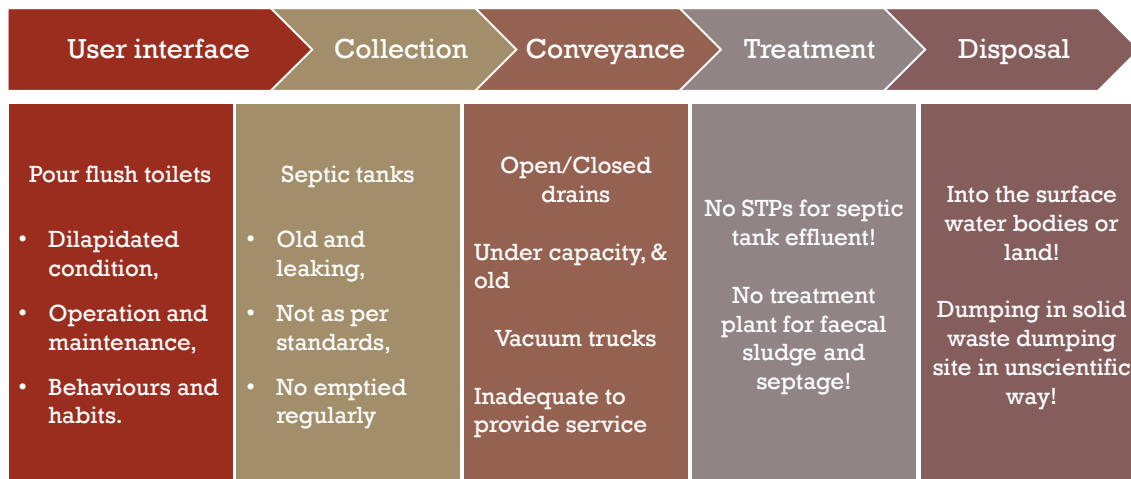 User interface
Collection
Conveyance
Treatment
Disposal
Pour flush toilets
• Dilapidated
condition,
• Operation and
maintenance,
• Behaviours and
habits.
Septic tanks
• Old and
leaking,
• Not as per
standards,
• No emptied
regularly
Open/Closed
drains
Under capacity, &
old
Vacuum trucks
Inadequate to
provide service
No STPs for septic
tank effluent!
No treatment
plant for faecal
sludge and
septage!
Into the surface
water bodies or
land!
Dumping in solid
waste dumping
site in unscientific
way!